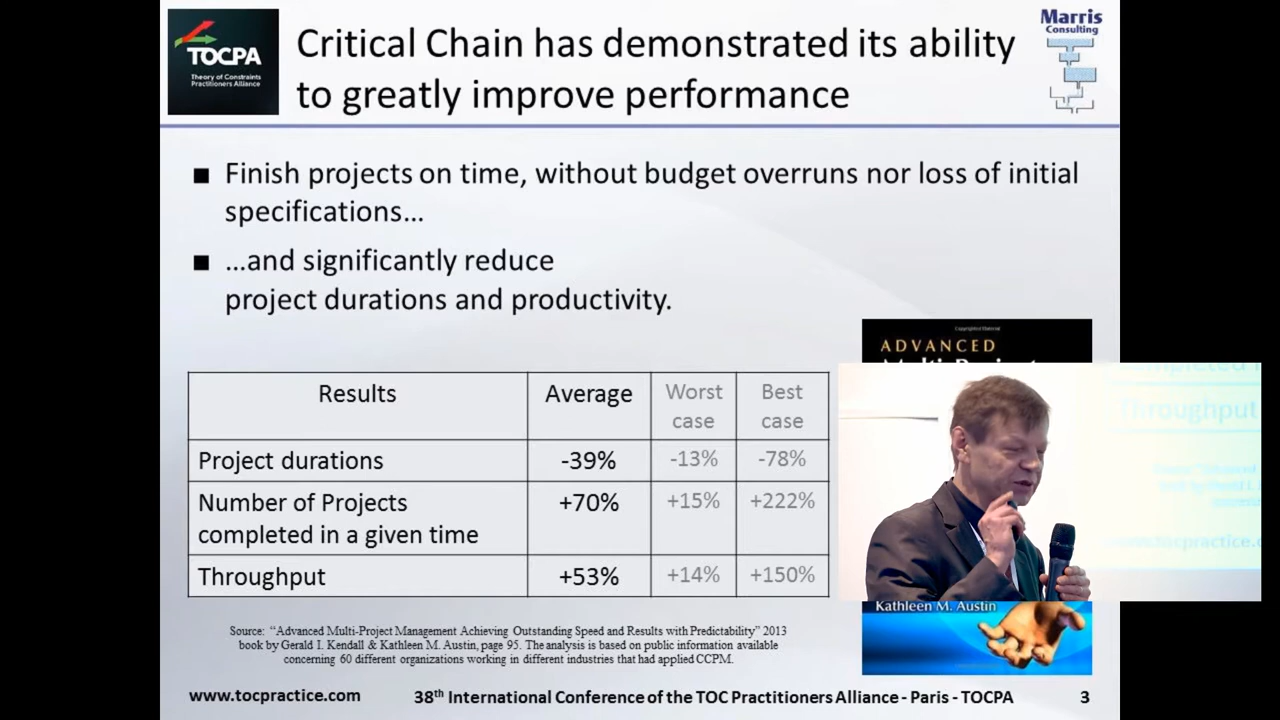 TOCPA
Theory of Constraints
Practitioners Alliance
Critical Chain has demonstrated its ability
to greatly improve performance
Marris
Consulting
■ Finish projects on time, without budget overruns nor loss of initial
specifications...
■ ...and significantly reduce
project durations and productivity.
Results Average Worst case Best case
Project durations -39% -13% -78%
Number of Projects
completed in a given time +70% +15% +222%
Throughput +53% +14% +150%
ADVANCED
Throughput
Kathleen M. Austin
Source: “Advanced Multi-Project Management Achieving Outstanding Speed and Results with Predictability” 2013
book by Gerald I. Kendall & Kathleen M. Austin, page 95. The analysis is based on public information available
concerning 60 different organizations working in different industries that had applied CCPM.
www.tocpractice.com 38th International Conference of the TOC Practitioners Alliance - Paris - TOCPA 3